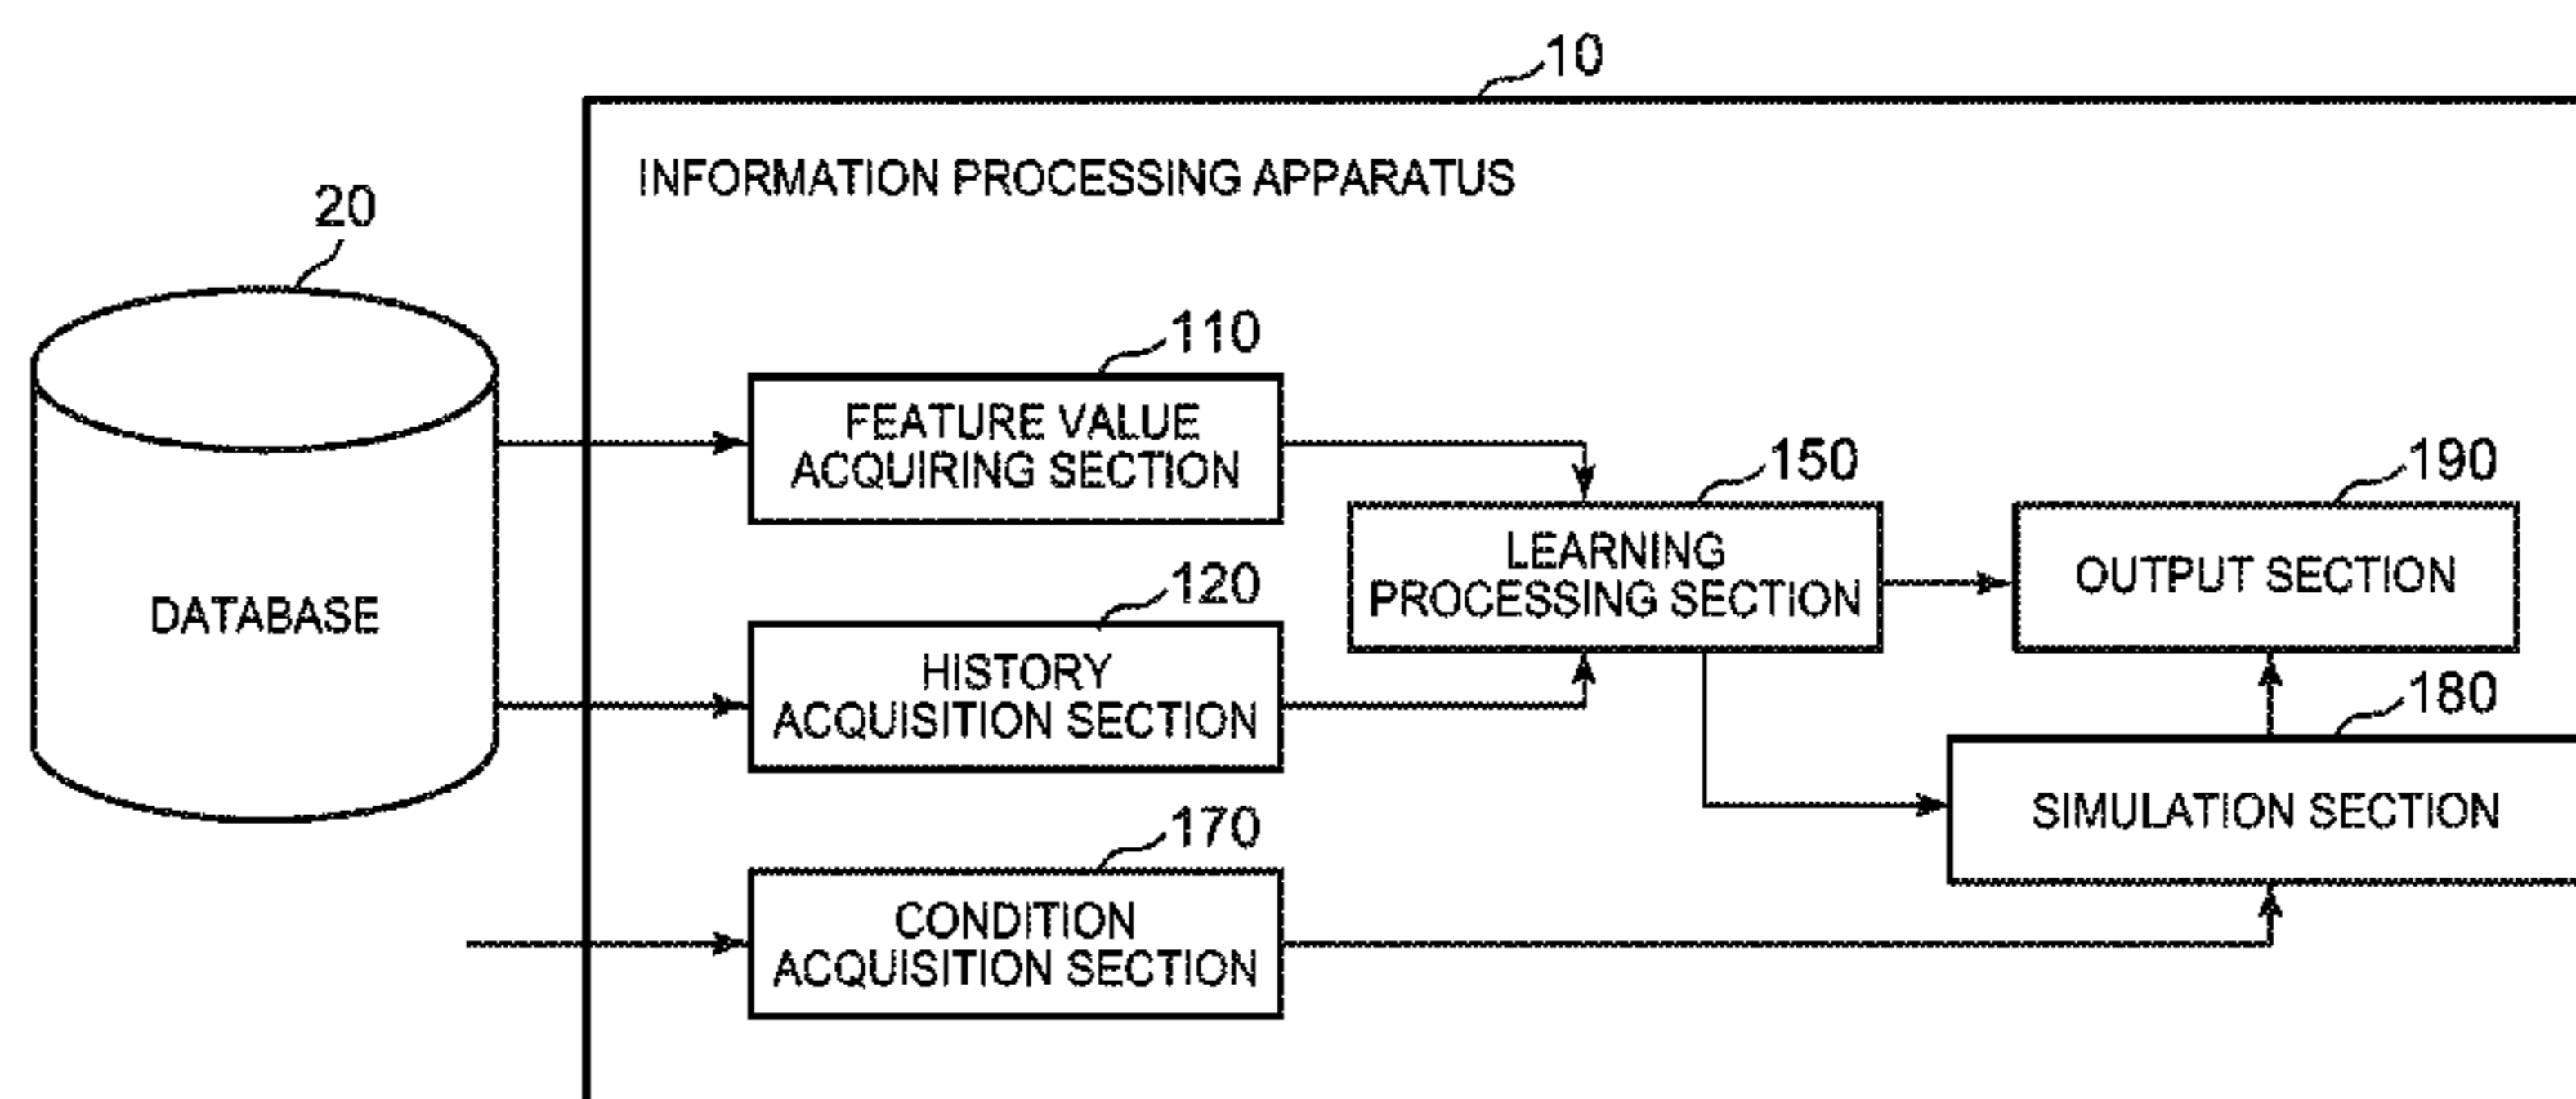 10
INFORMATION PROCESSING APPARATUS
20
110
FEATURE VALUE
ACQUIRING SECTION
150
190
LEARNING
PROCESSING SECTION
OUTPUT SECTION
DATABASE
120
HISTORY
ACQUISITION SECTION
180
SIMULATION SECTION
170
CONDITION
ACQUISITION SECTION